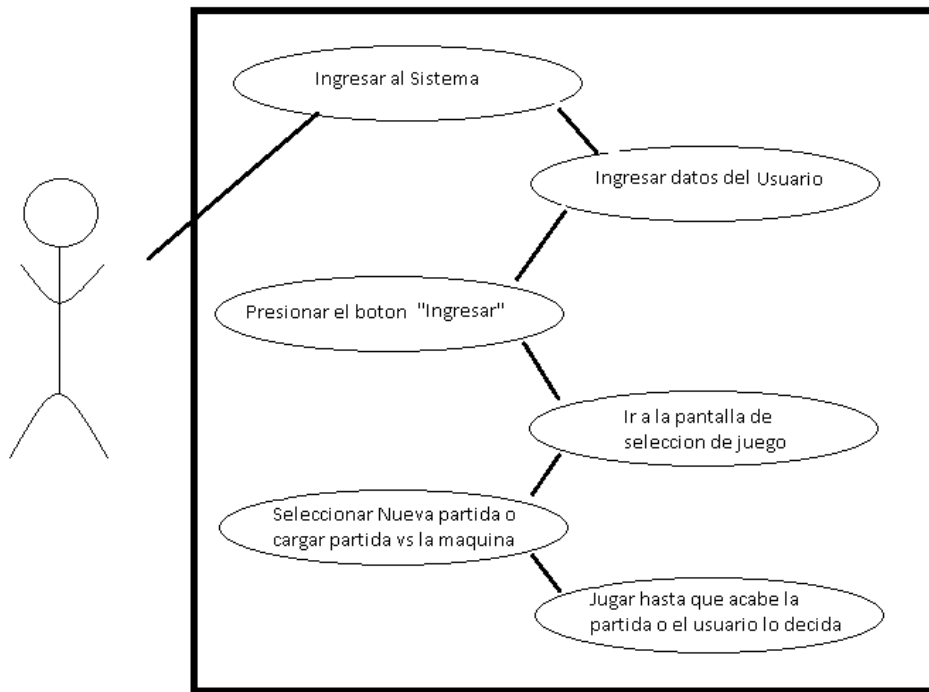 Ingresar al Sistema
Ingresar datos del Usuario
Presionar el boton "Ingresar"
Ir a la pantalla de
seleccion de juego
Seleccionar Nueva partida o
cargar partida vs la maquina
Jugar hasta que acabe la
partida o el usuario lo decida